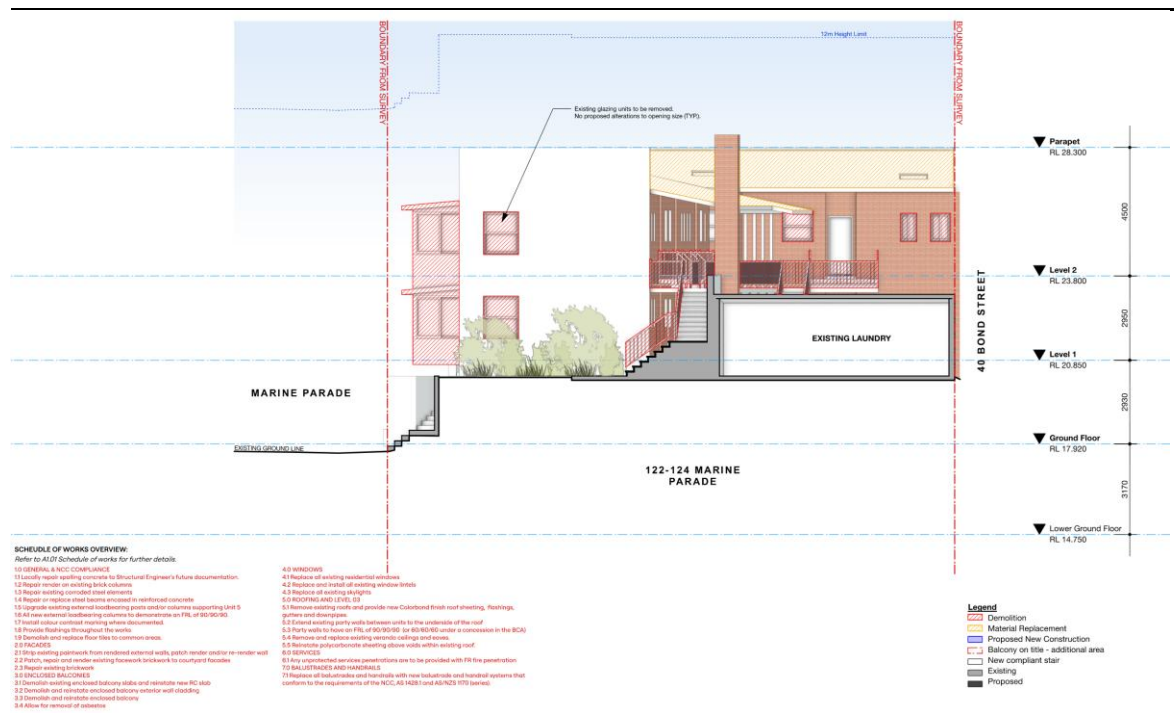 12m Height Limit
BOUNDARY FROM SURVEY
BOUNDARY FROM SURVEY
Existing glazing units to be removed.
No proposed alterations to opening size (TYP).
Parapet
RL 28.300
4500
Level 2
RL 23.800
2950
40 BOND STREET
EXISTING LAUNDRY
Level 1
RL 20.850
MARINE PARADE
2930
Ground Floor
RL 17.920
EXISTING GROUND LINE
122-124 MARINE
PARADE
3170
Lower Ground Floor
RL 14.750
SCHEUDLE OF WORKS OVERVIEW:
Refer to A1.01 Schedule of works for further details.
1.0 GENERAL & NCC COMPLIANCE
1.1 Locally repair spalling concrete to Structural Engineer's future documentation.
1.2 Repair render on existing brick columns
1.3 Repair existing corroded steel elements
1.4 Repair or replace steel beams encased in reinforced concrete
1.5 Upgrade existing external loadbearing posts and/or columns supporting Unit 5
1.6 All new external loadbearing columns to demonstrate an FRL of 90/90/90.
1.7 Install colour contrast marking where documented.
1.8 Provide flashings throughout the works
1.9 Demolish and replace floor tiles to common areas.
2.0 FACADES
2.1 Strip existing paintwork from rendered external walls, patch render and/or re-render wall
2.2 Patch, repair and render existing facework brickwork to courtyard facades
2.3 Repair existing brickwork
3.0 ENCLOSED BALCONIES
3.1 Demolish existing enclosed balcony slabs and reinstate new RC slab
3.2 Demolish and reinstate enclosed balcony exterior wall cladding
3.3 Demolish and reinstate enclosed balcony
3.4 Allow for removal of asbestos
4.0 WINDOWS
4.1 Replace all existing residential windows
4.2 Replace and install all existing window lintels
4.3 Replace all existing skylights
5.0 ROOFING AND LEVEL 03
5.1 Remove existing roofs and provide new Colorbond finish roof sheeting, flashings,
gutters and downpipes
5.2 Extend existing party walls between units to the underside of the roof
5.3 Party walls to have an FRL of 90/90/90 (or 60/60/60 under a concession in the BCA)
5.4 Remove and replace existing veranda ceilings and eaves.
5.5 Reinstate polycarbonate sheeting above voids within existing roof.
6.0 SERVICES
6.1 Any unprotected services penetrations are to be provided with FR fire penetration
7.0 BALUSTRADES AND HANDRAILS
7.1 Replace all balustrades and handrails with new balustrade and handrail systems that
conform to the requirements of the NCC, AS 1428.1 and AS/NZS 1170 (series).
Legend
Demolition
Material Replacement
Proposed New Construction
Balcony on title - additional area
New compliant stair
Existing
Proposed